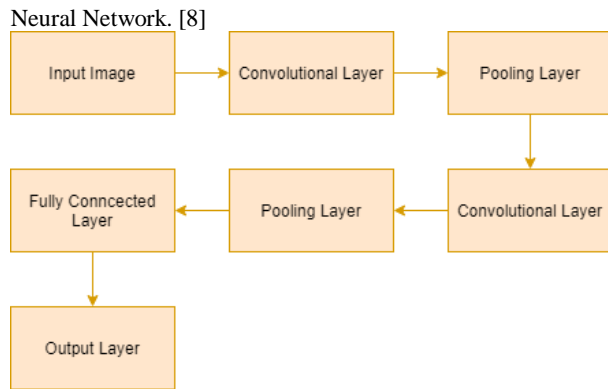 Neural Network. [8]
Input Image
Convolutional Layer
Pooling Layer
Convolutional Layer
Pooling Layer
Fully Conncected
Layer
Output Layer